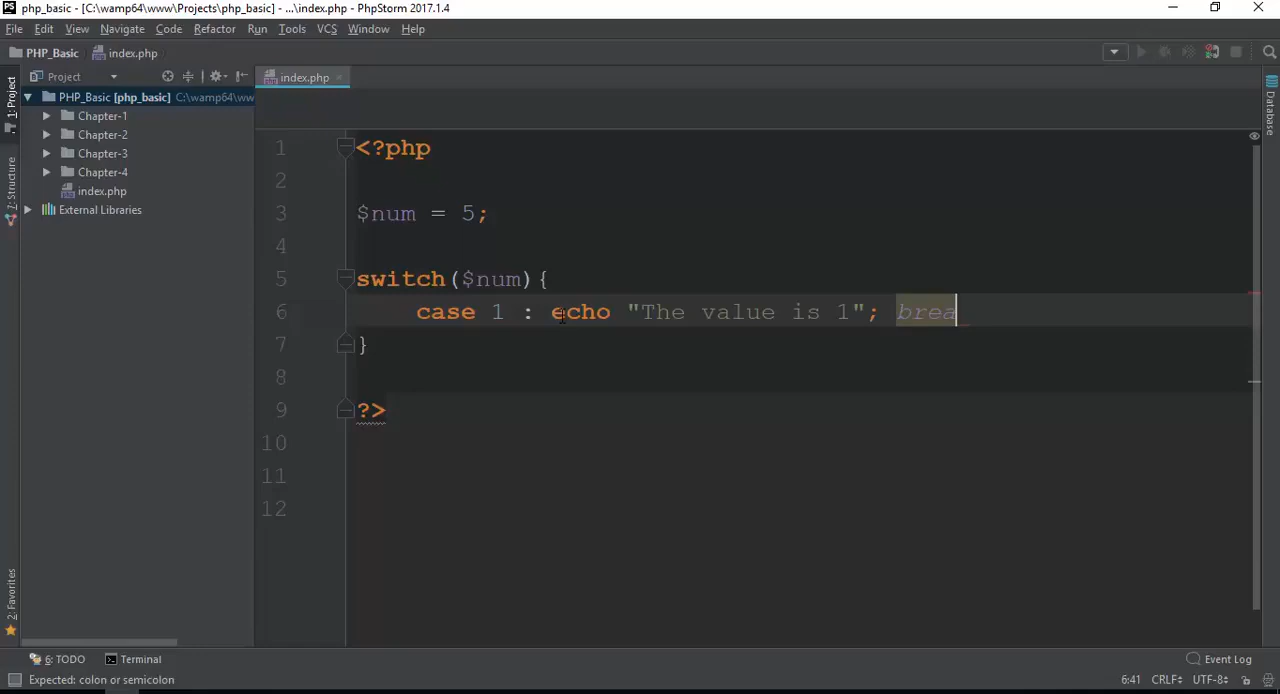 php_basic - [C:\wamp64\www\Projects\php_basic] - ...\index.php - PhpStorm 2017.1.4
File Edit View Navigate Code Refactor Run Tools VCS Window Help
PHP_Basic index.php
Project
index.php
1: Project
PHP_Basic [php_basic] C:\wamp64\ww
Chapter-1
Chapter-2
Chapter-3
Chapter-4
index.php
External Libraries
Z: Structure
2: Favorites
Database
1 <?php
2
3 $num = 5;
4
5 switch($num){
6 case 1 : echo "The value is 1"; brea
7 }
8
9 ?>
10
11
12
6: TODO Terminal Event Log
Expected: colon or semicolon 6:41 CRLF UTF-8